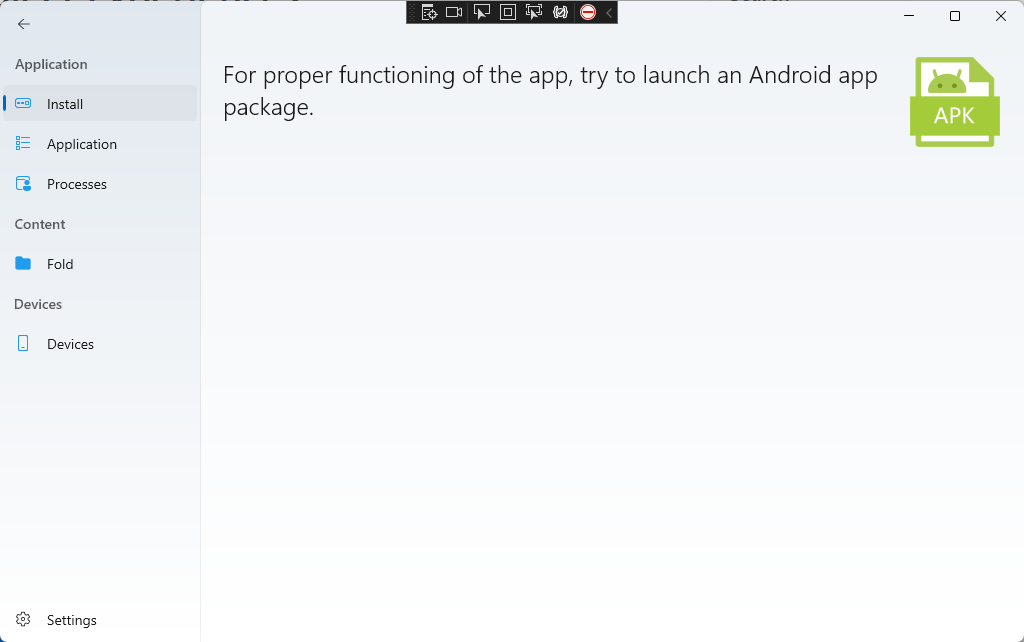 Application
Install
Application
Processes
Content
Fold
Devices
Devices
Settings
For proper functioning of the app, try to launch an Android app
package.
APK